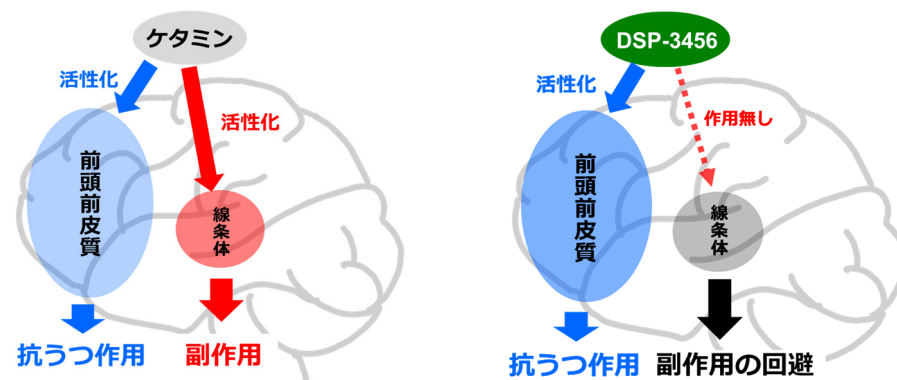 ケタミン
活性化
活性化
前頭前皮質
線条体
抗うつ作用
副作用
DSP-3456
活性化
作用無し
前頭前皮質
線条体
抗うつ作用
副作用の回避